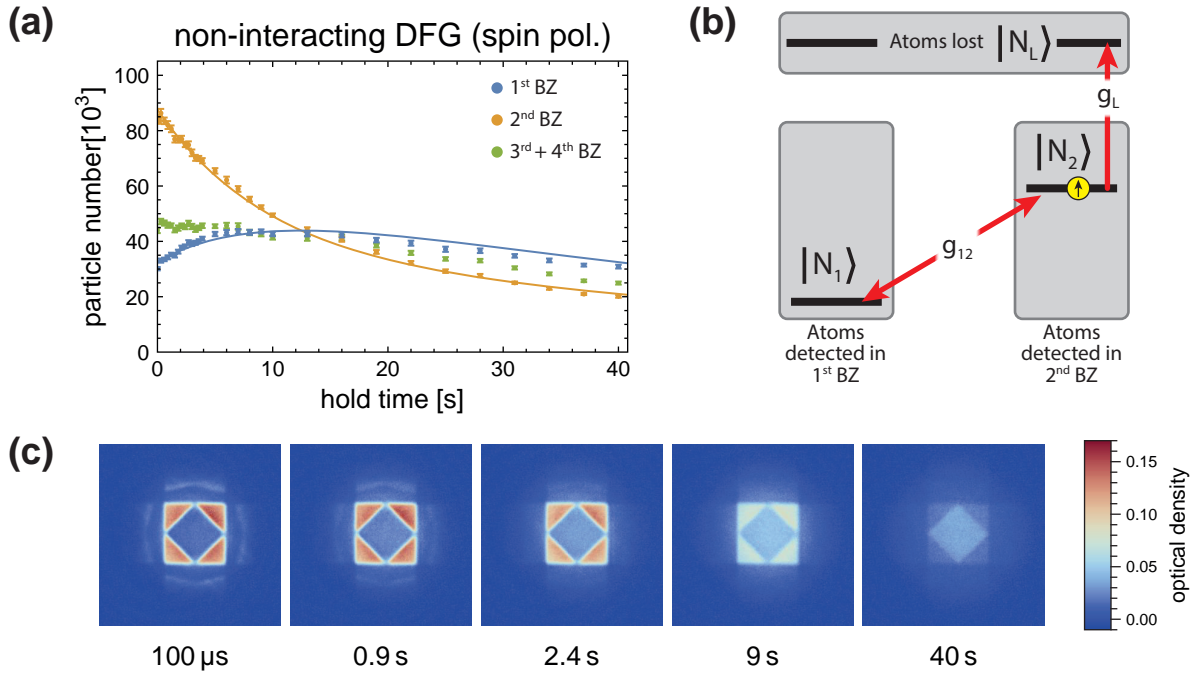 (a)
non-interacting DFG (spin pol.)
particle number[10³]
100
80
60
40
20
0
0
10
20
30
40
hold time [s]
1ˢᵗ BZ
2ⁿᵈ BZ
3ʳᵈ + 4ᵗʰ BZ
(b)
Atoms lost |N_L⟩
g_L
|N₂⟩
g₁₂
|N₁⟩
Atoms
detected in
1ˢᵗ BZ
Atoms
detected in
2ⁿᵈ BZ
(c)
100 µs
0.9 s
2.4 s
9 s
40 s
0.15
0.10
0.05
0.00
optical density